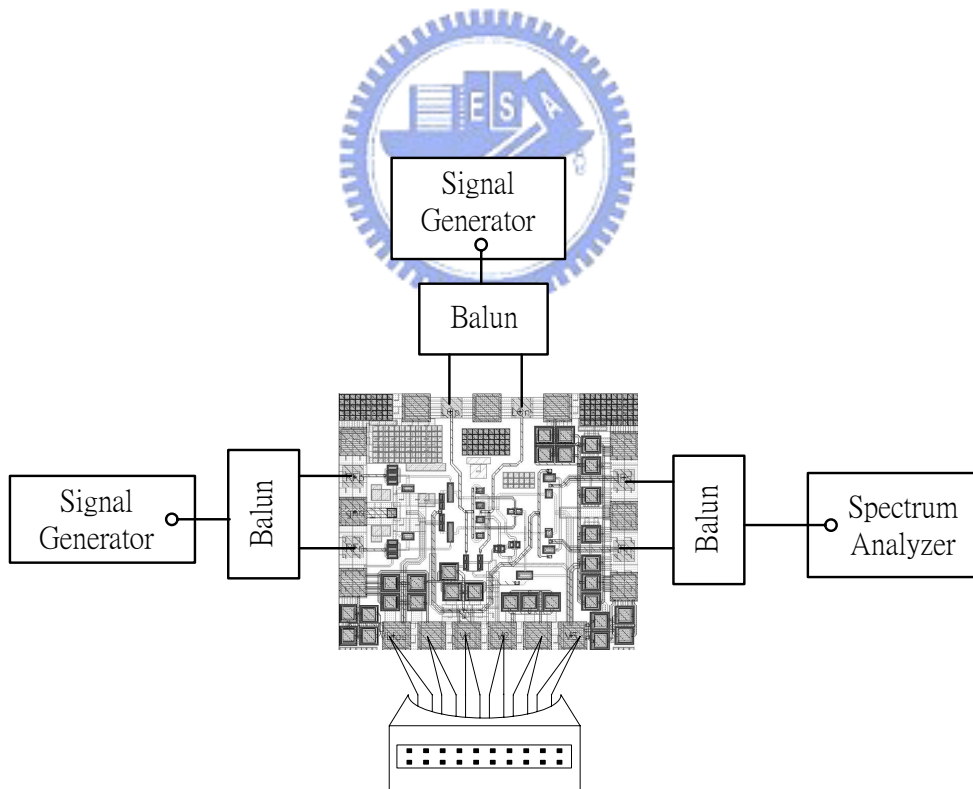 E S A
Signal
Generator
Balun
Signal
Generator
Balun
Balun
Spectrum
Analyzer